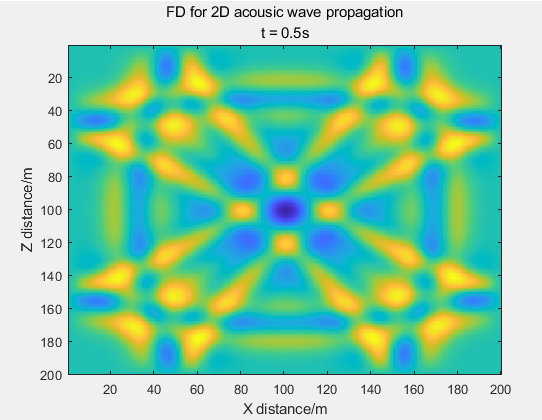 FD for 2D acousic wave propagation
t = 0.5s
20
40
60
80
100
120
140
160
180
200
Z distance/m
20 40 60 80 100 120 140 160 180 200
X distance/m